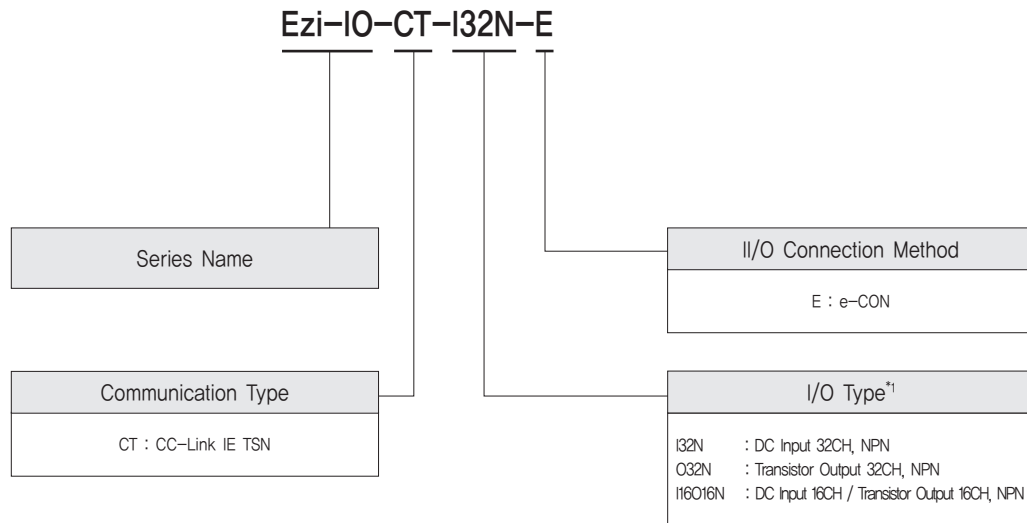 Ezi-IO-CT-I32N-E
Series Name
II/O Connection Method
E : e-CON
Communication Type
CT : CC-Link IE TSN
I/O Type*1
I32N : DC Input 32CH, NPN
O32N : Transistor Output 32CH, NPN
I16O16N : DC Input 16CH / Transistor Output 16CH, NPN